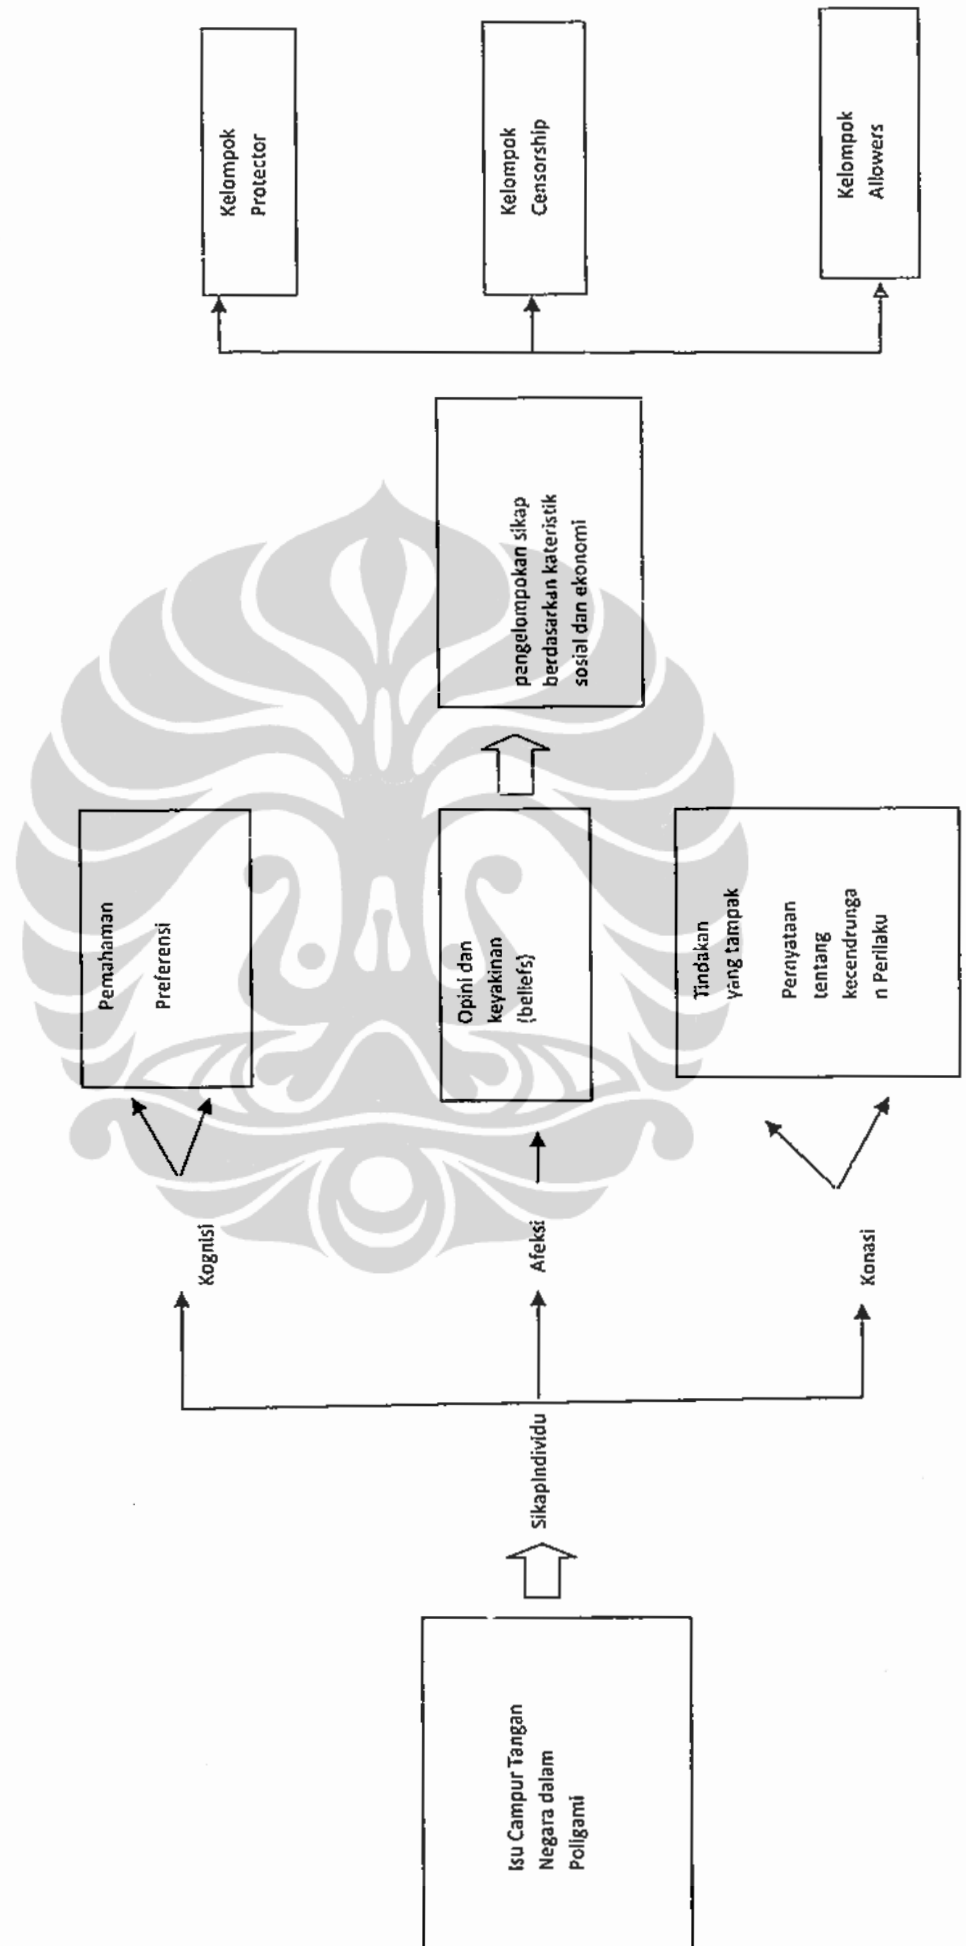 Isu Campur Tangan
Negara dalam
Poligami
SikapIndividu
Kognisi
Afeksi
Konasi
Pemahaman
Preferensi
Opini dan
keyakinan
(beliefs)
Tindakan
yang tampak
Pernyataan
tentang
kecendrunga
n Perilaku
pangelompokan sikap
berdasarkan kateristik
sosial dan ekonomi
Kelompok
Protector
Kelompok
Censorship
Kelompok
Allowers